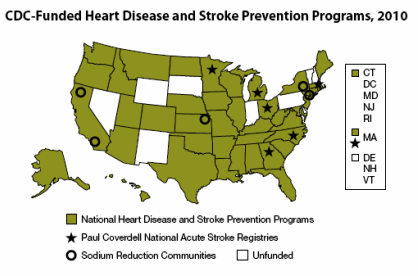 CDC-Funded Heart Disease and Stroke Prevention Programs, 2010
CT
DC
MD
NJ
RI
MA
DE
NH
VT
National Heart Disease and Stroke Prevention Programs
Paul Coverdell National Acute Stroke Registries
Sodium Reduction Communities
Unfunded